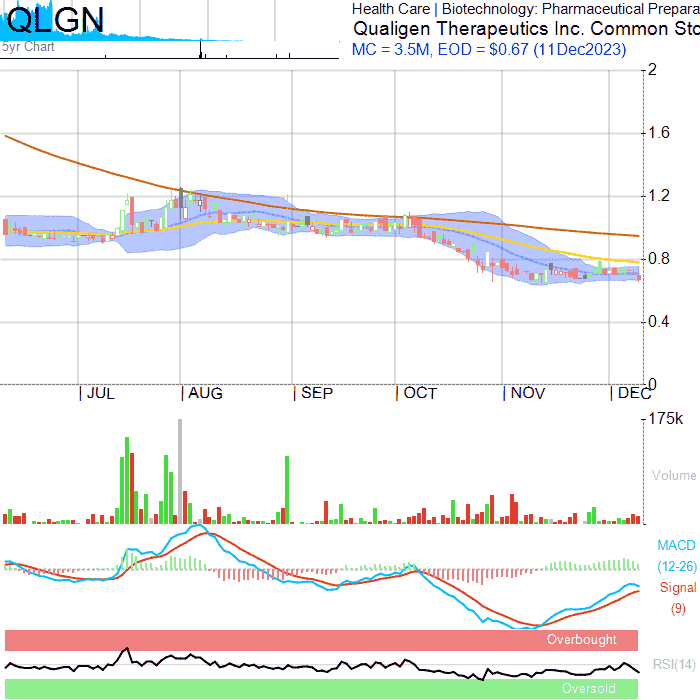 QLGN
5yr Chart
Health Care | Biotechnology: Pharmaceutical Prepara
Qualigen Therapeutics Inc. Common Sto
MC = 3.5M, EOD = $0.67 (11Dec2023)
2
1.6
1.2
0.8
0.4
0
| JUL | AUG | SEP | OCT | NOV | DEC
175k
Volume
MACD
(12-26)
Signal
(9)
Overbought
RSI(14)
Oversold